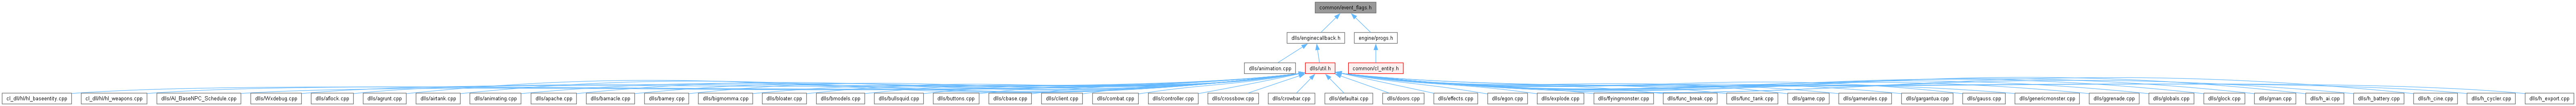 common/event_flags.h
dlls/enginecallback.h
engine/progs.h
dlls/animation.cpp
dlls/util.h
common/cl_entity.h
cl_dll/hl/hl_baseentity.cpp
cl_dll/hl/hl_weapons.cpp
dlls/AI_BaseNPC_Schedule.cpp
dlls/Wxdebug.cpp
dlls/aflock.cpp
dlls/agrunt.cpp
dlls/airtank.cpp
dlls/animating.cpp
dlls/apache.cpp
dlls/barnacle.cpp
dlls/barney.cpp
dlls/bigmomma.cpp
dlls/bloater.cpp
dlls/bmodels.cpp
dlls/bullsquid.cpp
dlls/buttons.cpp
dlls/cbase.cpp
dlls/client.cpp
dlls/combat.cpp
dlls/controller.cpp
dlls/crossbow.cpp
dlls/crowbar.cpp
dlls/defaultai.cpp
dlls/doors.cpp
dlls/effects.cpp
dlls/egon.cpp
dlls/explode.cpp
dlls/flyingmonster.cpp
dlls/func_break.cpp
dlls/func_tank.cpp
dlls/game.cpp
dlls/gamerules.cpp
dlls/gargantua.cpp
dlls/gauss.cpp
dlls/genericmonster.cpp
dlls/ggrenade.cpp
dlls/globals.cpp
dlls/glock.cpp
dlls/gman.cpp
dlls/h_ai.cpp
dlls/h_battery.cpp
dlls/h_cine.cpp
dlls/h_cycler.cpp
dlls/h_export.cpp